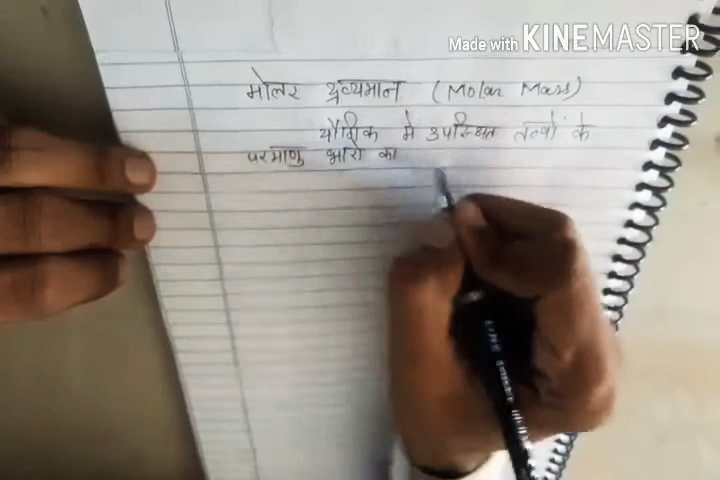 Made with KINEMASTER
मोलर द्रव्यमान (Molar Mass)
यौगिक मे उपस्थित तत्वों के
परमाणु भारो का